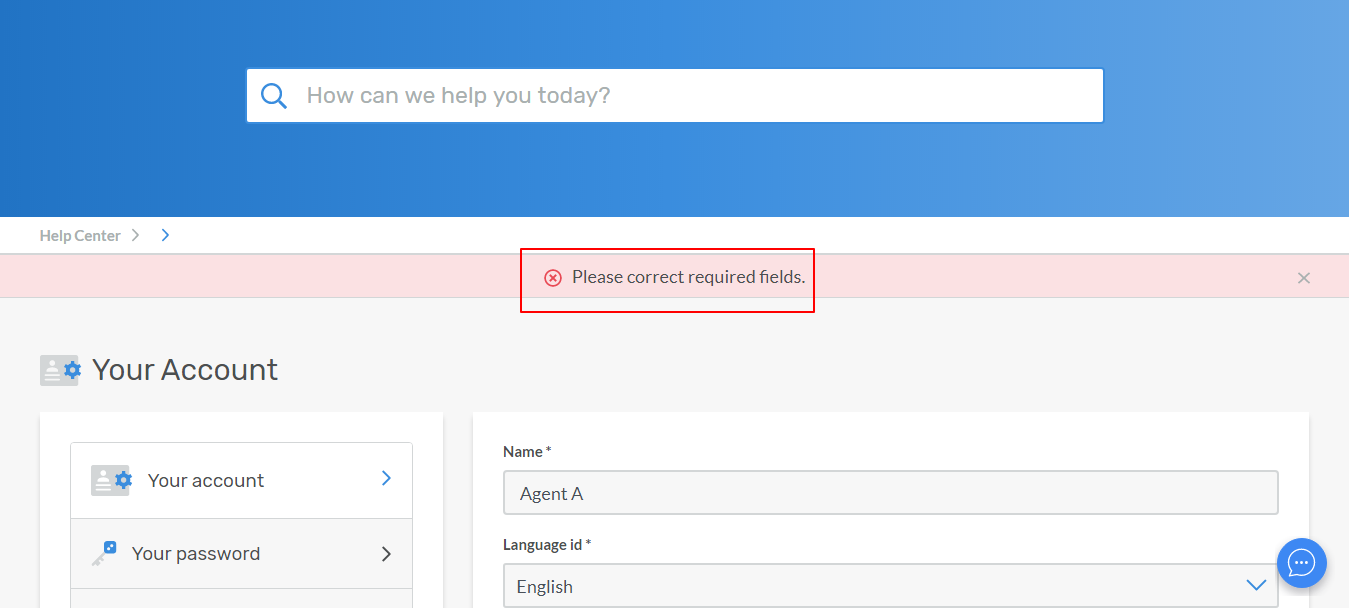 How can we help you today?
Help Center
Please correct required fields.
Your Account
Your account
Your password
Name *
Agent A
Language id *
English